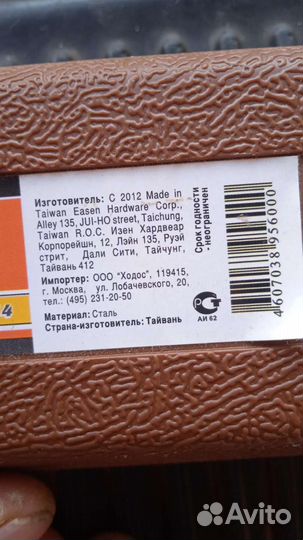 Изготовитель: С 2012 Made in
Taiwan Easen Hardware Corp.,
Alley 135, JUI-HO street, Taichung,
Taiwan R.O.C. Изен Хардвеар
Корпорейшн, 12, Лэйн 135, Руэй
стрит, Дали Сити, Тайчунг,
Тайвань 412
Импортер: ООО "Ходос", 119415,
г. Москва, ул. Лобачевского, 20,
тел.: (495) 231-20-50
Материал: Сталь
Страна-изготовитель: Тайвань
Срок годности
- неограничен
4607038956000
АИ 62
4
Avito